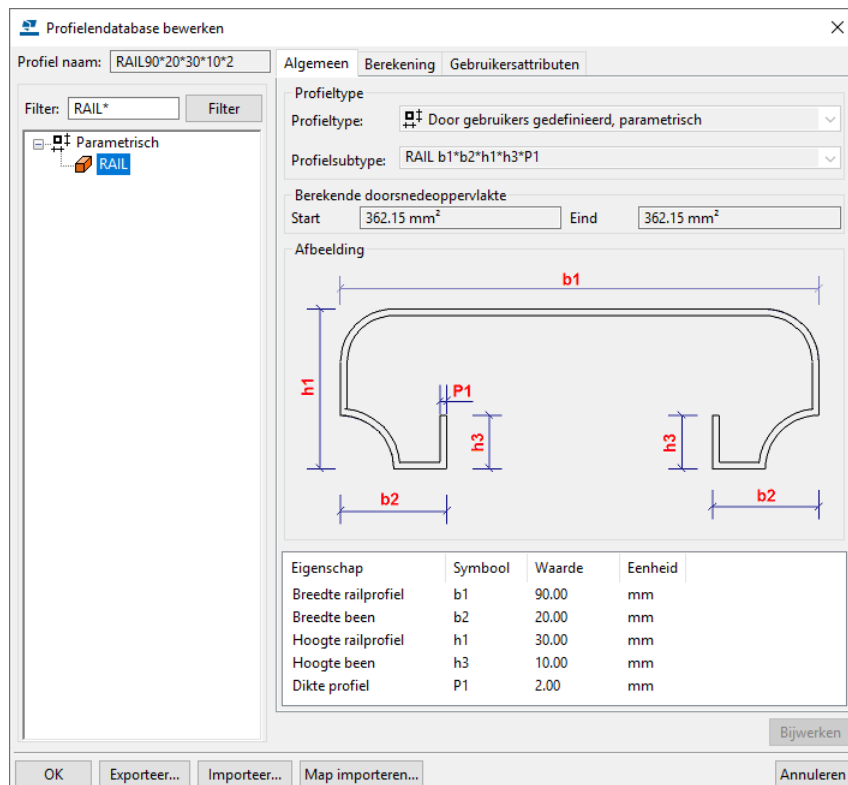 Profielendatabase bewerken
Profiel naam: RAIL90*20*30*10*2
Filter: RAIL* Filter
Parametrisch
RAIL
Algemeen Berekening Gebruikersattributen
Profieltype
Profieltype: Door gebruikers gedefinieerd, parametrisch
Profielsubtype: RAIL b1*b2*h1*h3*P1
Berekende doorsnedeoppervlakte
Start 362.15 mm² Eind 362.15 mm²
Afbeelding
b1
h1
P1
h3
h3
b2
b2
Eigenschap Symbool Waarde Eenheid
Breedte railprofiel b1 90.00 mm
Breedte been b2 20.00 mm
Hoogte railprofiel h1 30.00 mm
Hoogte been h3 10.00 mm
Dikte profiel P1 2.00 mm
Bijwerken
OK Exporteer... Importeer... Map importeren... Annuleren